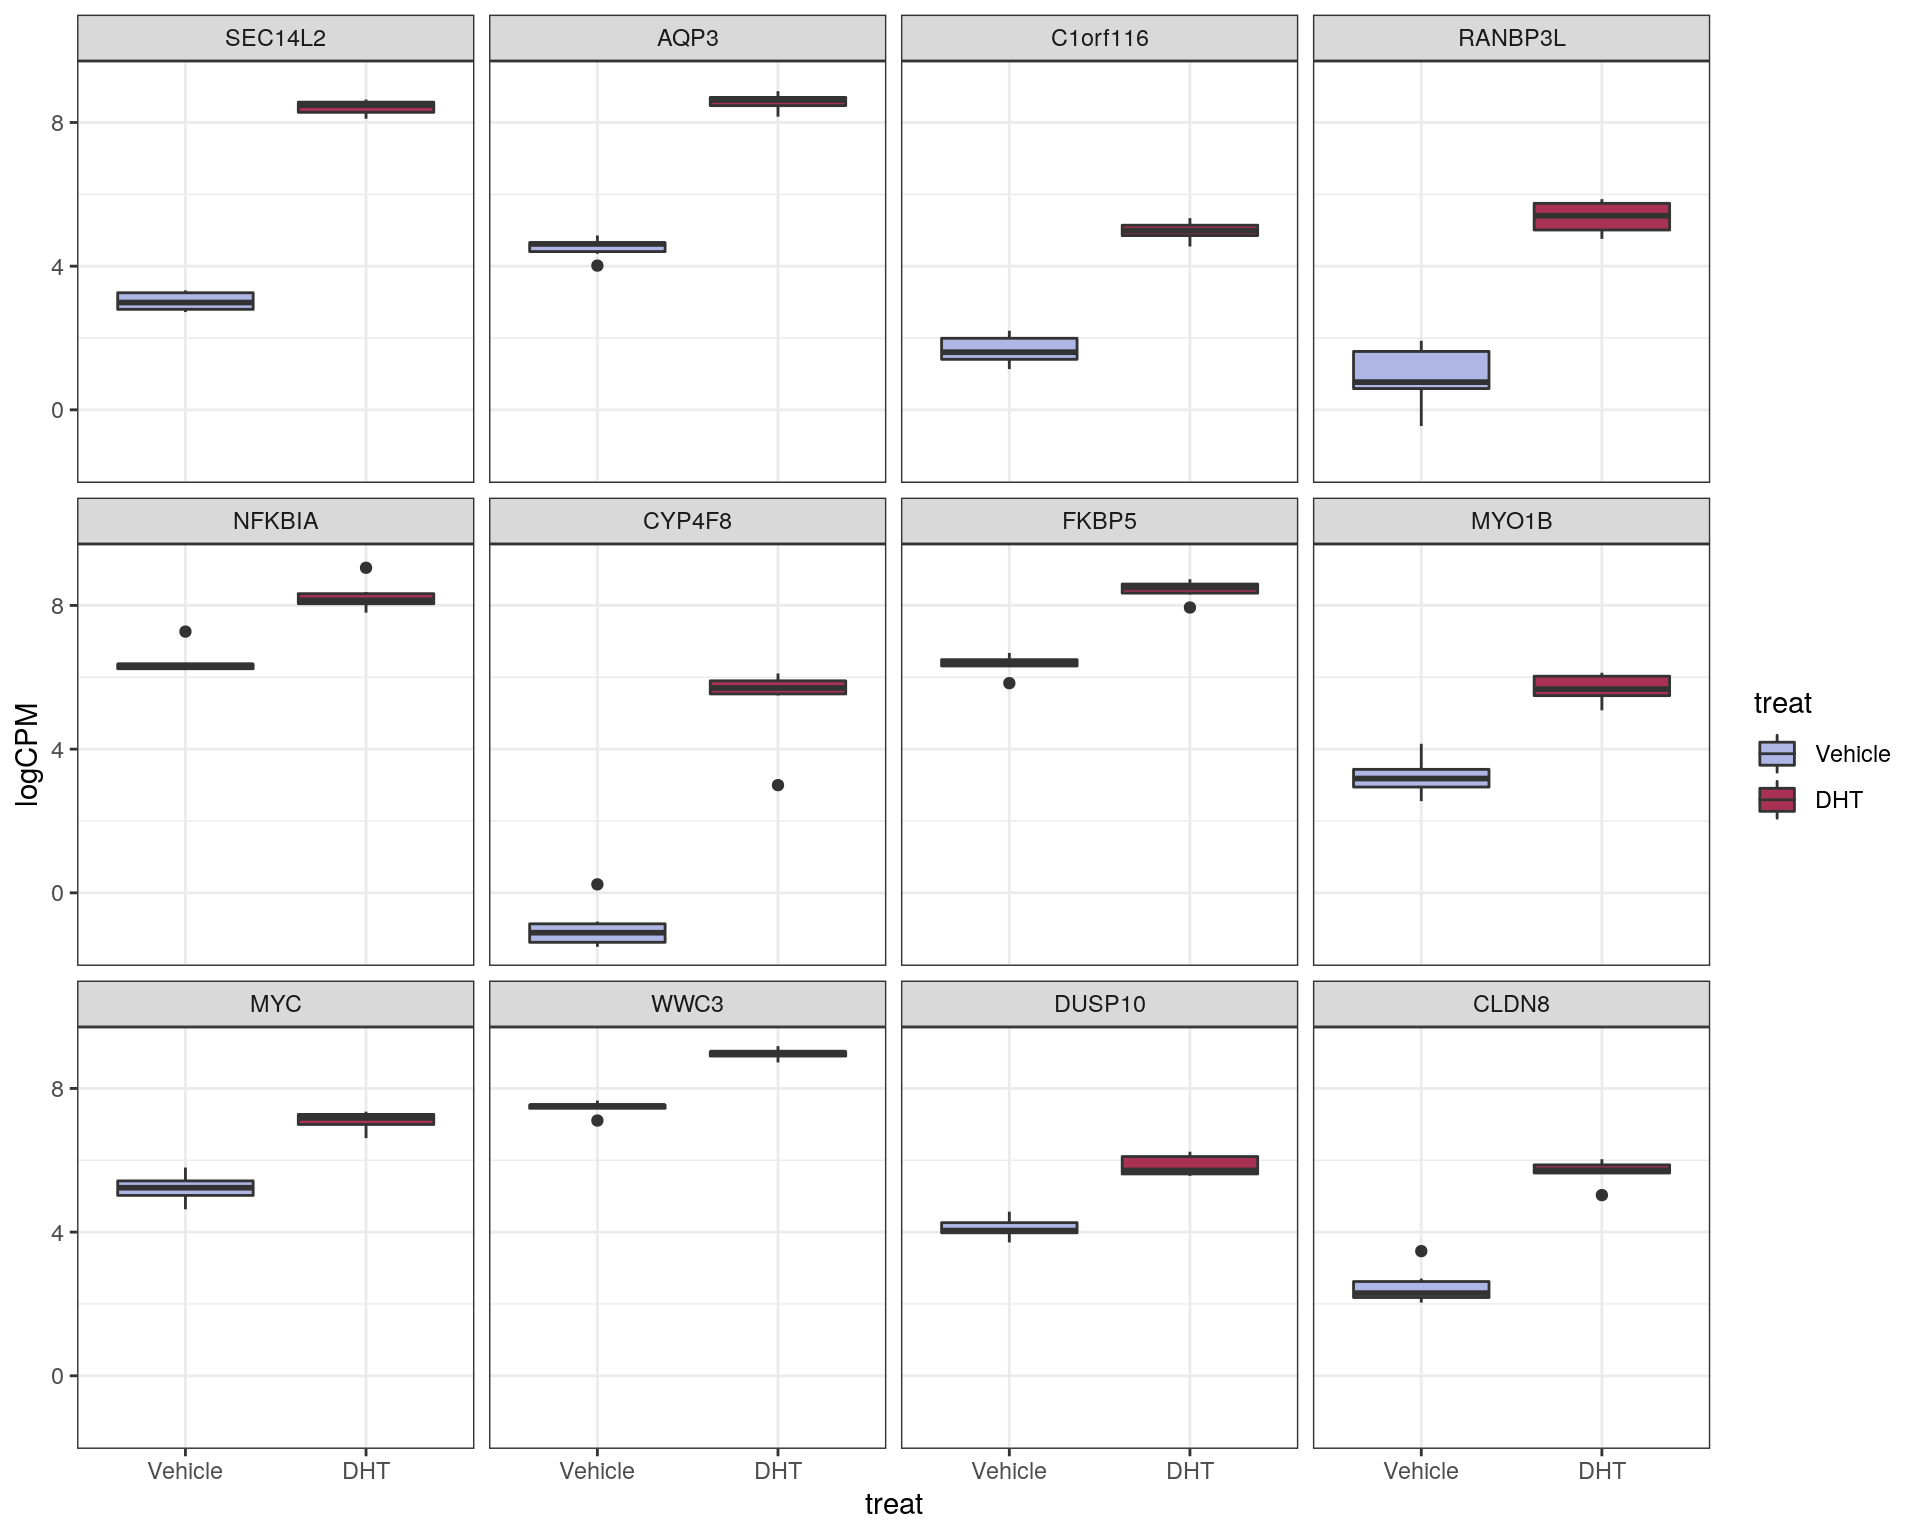 SEC14L2 AQP3 C1orf116 RANBP3L
8
4
0
NFKBIA CYP4F8 FKBP5 MYO1B
8
4
0
logCPM
treat
Vehicle
DHT
MYC WWC3 DUSP10 CLDN8
8
4
0
Vehicle DHT Vehicle DHT Vehicle DHT Vehicle DHT
treat